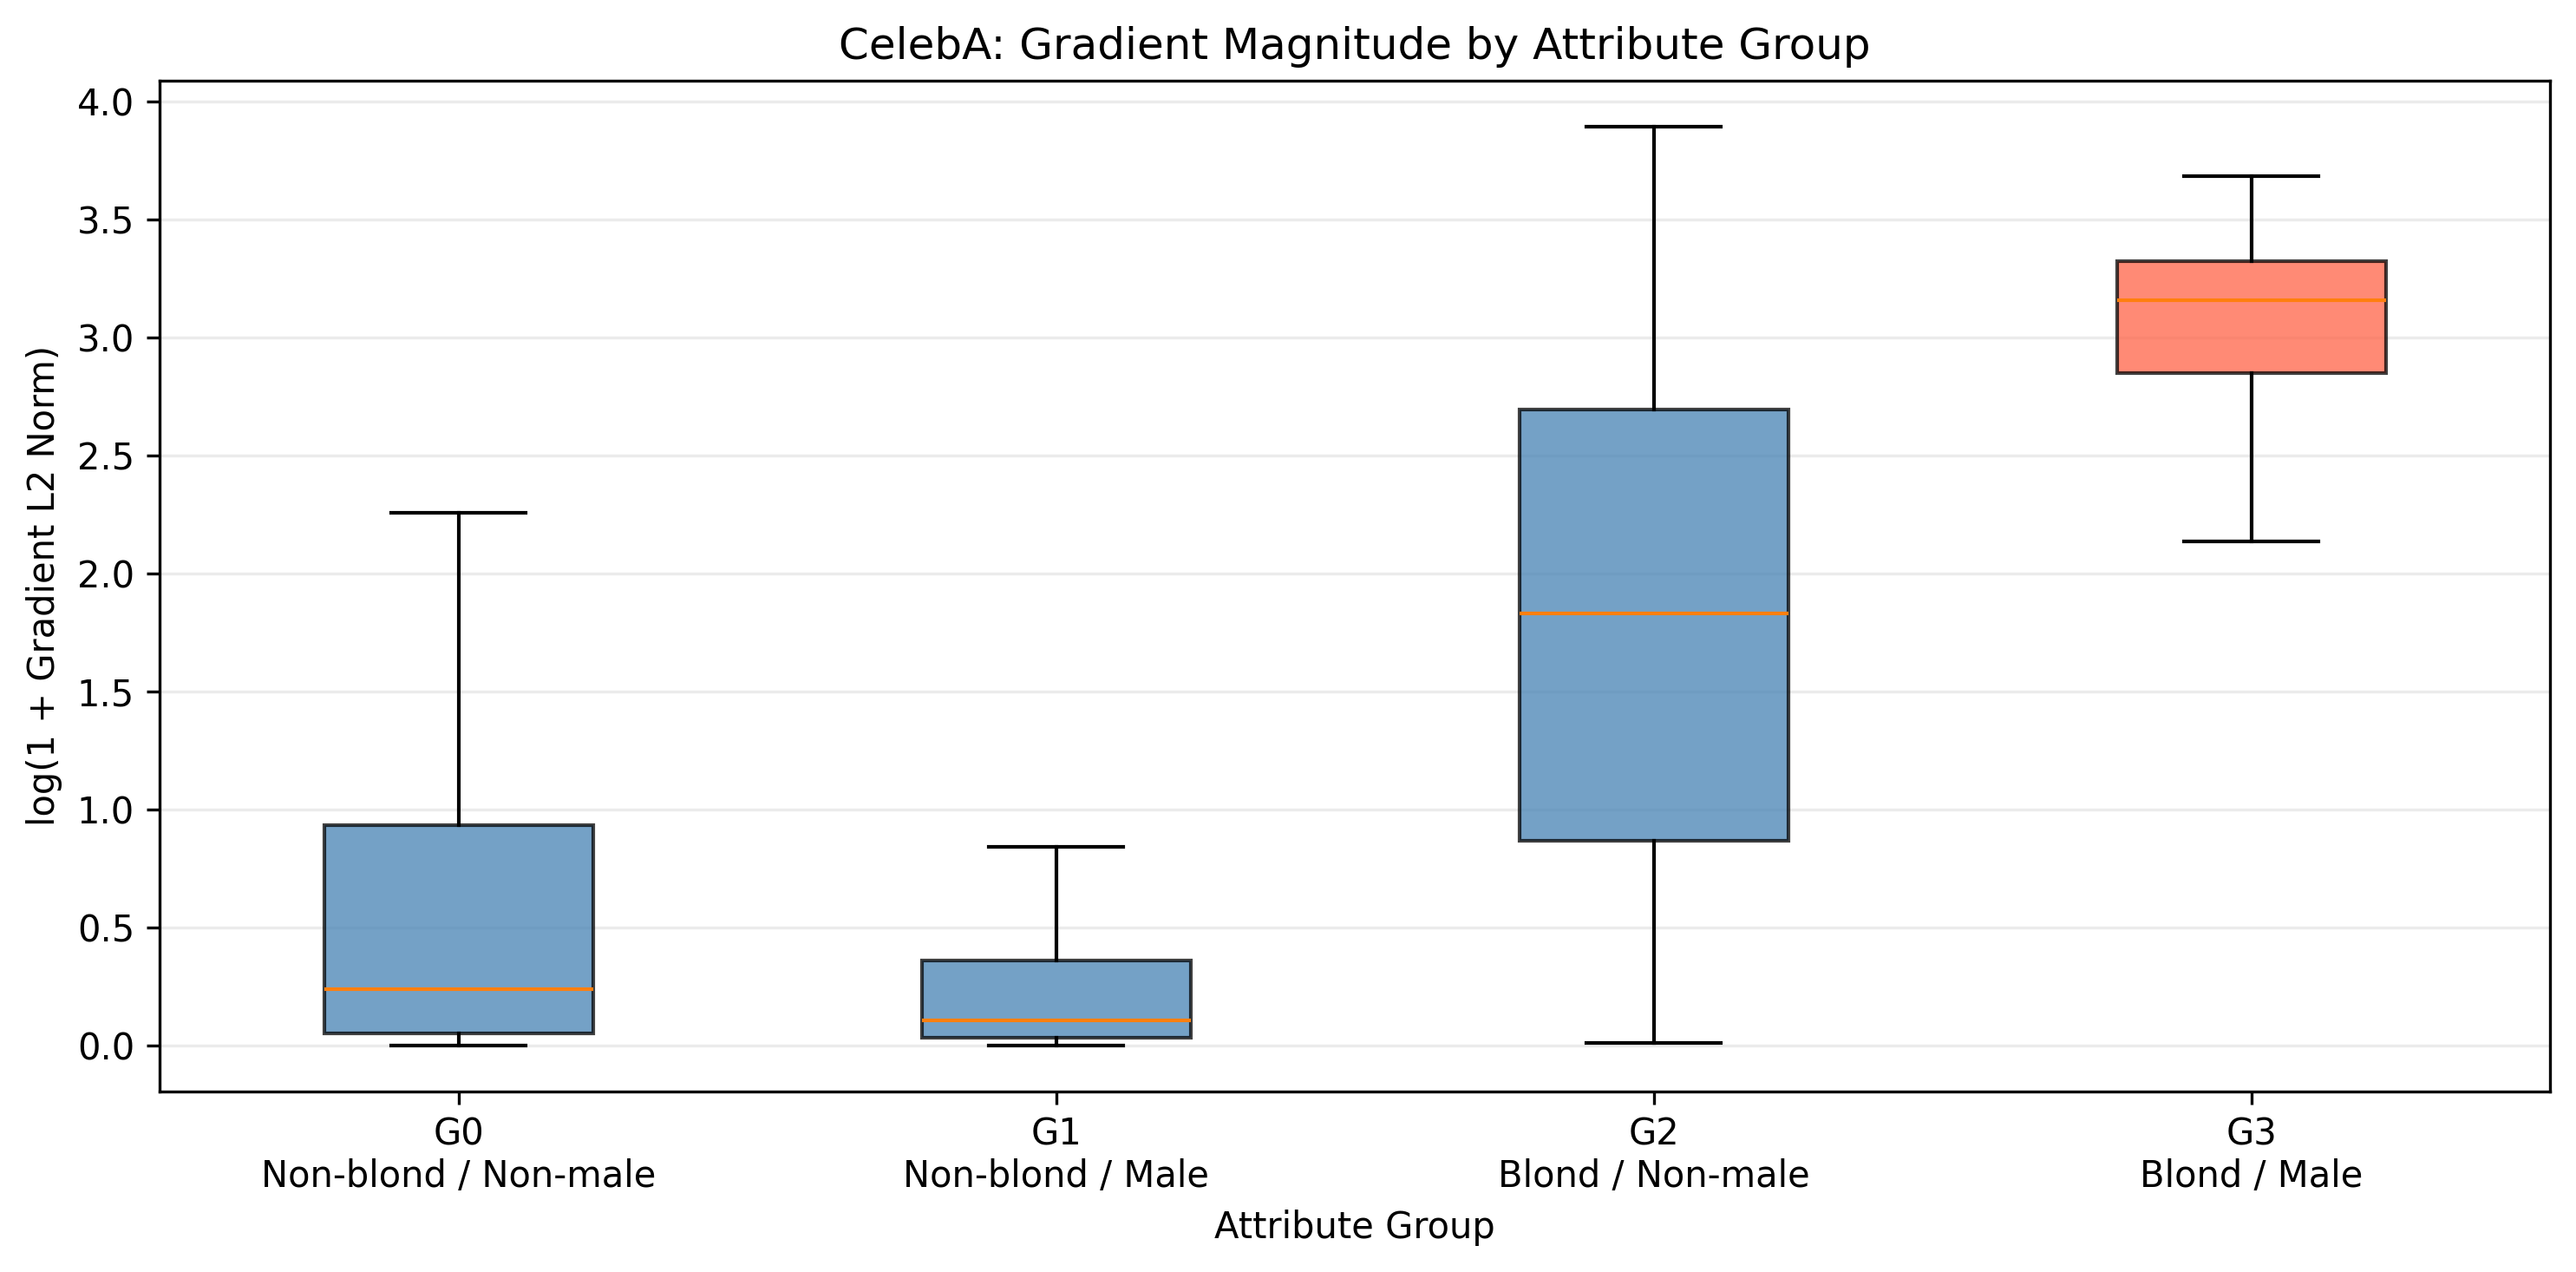 CelebA: Gradient Magnitude by Attribute Group
log(1 + Gradient L2 Norm)
4.0
3.5
3.0
2.5
2.0
1.5
1.0
0.5
0.0
G0 G1 G2 G3
Non-blond / Non-male Non-blond / Male Blond / Non-male Blond / Male
Attribute Group